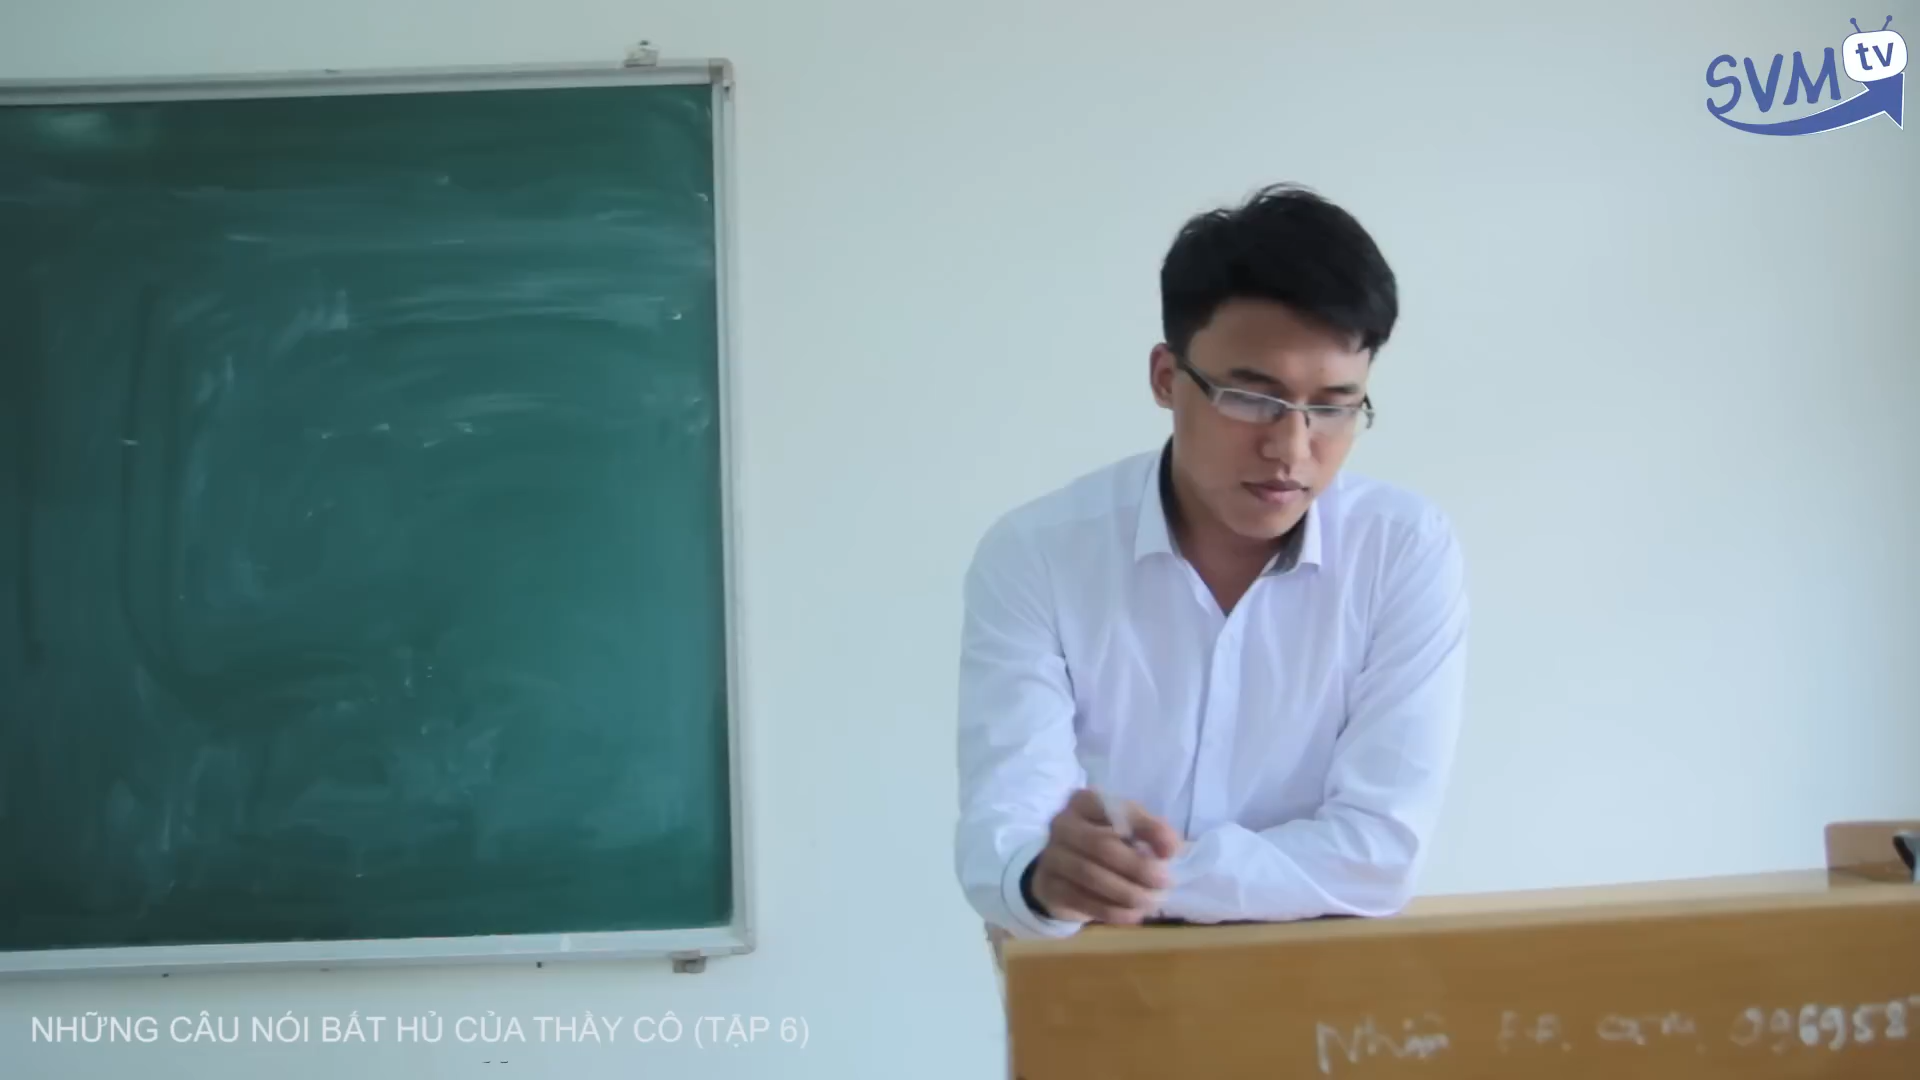 SVM tv
NHỮNG CÂU NÓI BẤT HỦ CỦA THẦY CÔ (TẬP 6)